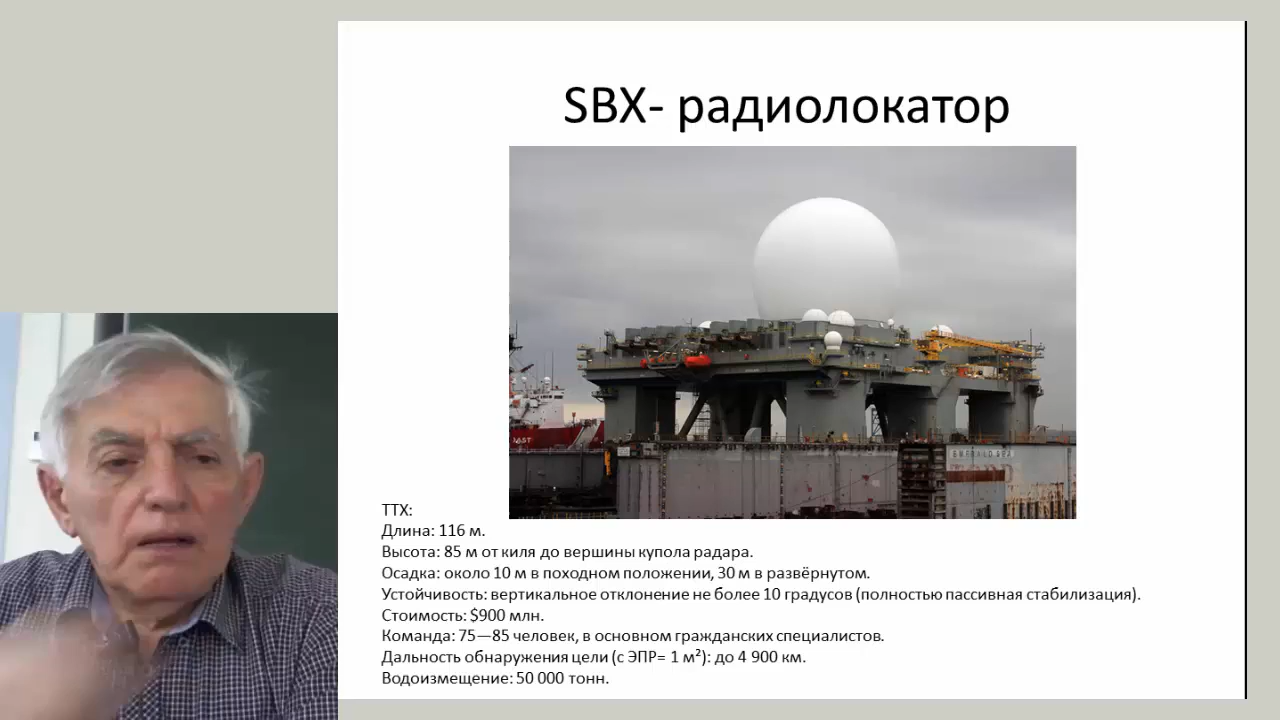 SBX- радиолокатор
EMERALD SEA
ТТХ:
Длина: 116 м.
Высота: 85 м от киля до вершины купола радара.
Осадка: около 10 м в походном положении, 30 м в развёрнутом.
Устойчивость: вертикальное отклонение не более 10 градусов (полностью пассивная стабилизация).
Стоимость: $900 млн.
Команда: 75—85 человек, в основном гражданских специалистов.
Дальность обнаружения цели (с ЭПР= 1 м²): до 4 900 км.
Водоизмещение: 50 000 тонн.